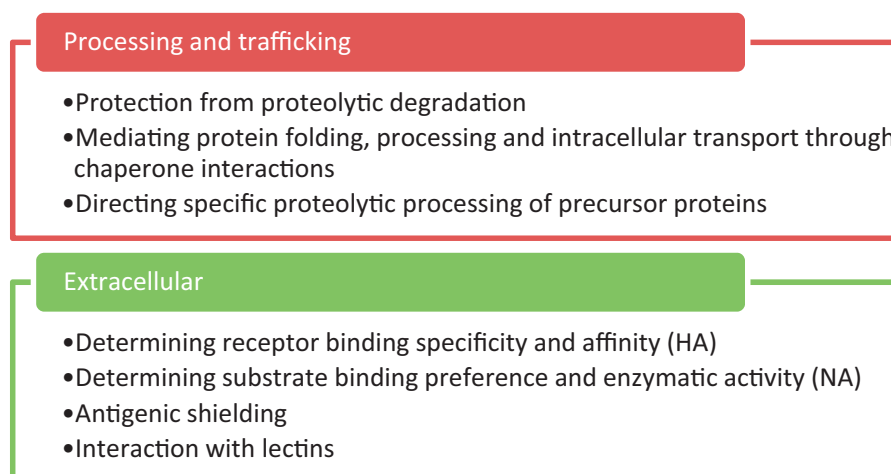 Processing and trafficking
•Protection from proteolytic degradation
•Mediating protein folding, processing and intracellular transport through
chaperone interactions
•Directing specific proteolytic processing of precursor proteins
Extracellular
•Determining receptor binding specificity and affinity (HA)
•Determining substrate binding preference and enzymatic activity (NA)
•Antigenic shielding
•Interaction with lectins